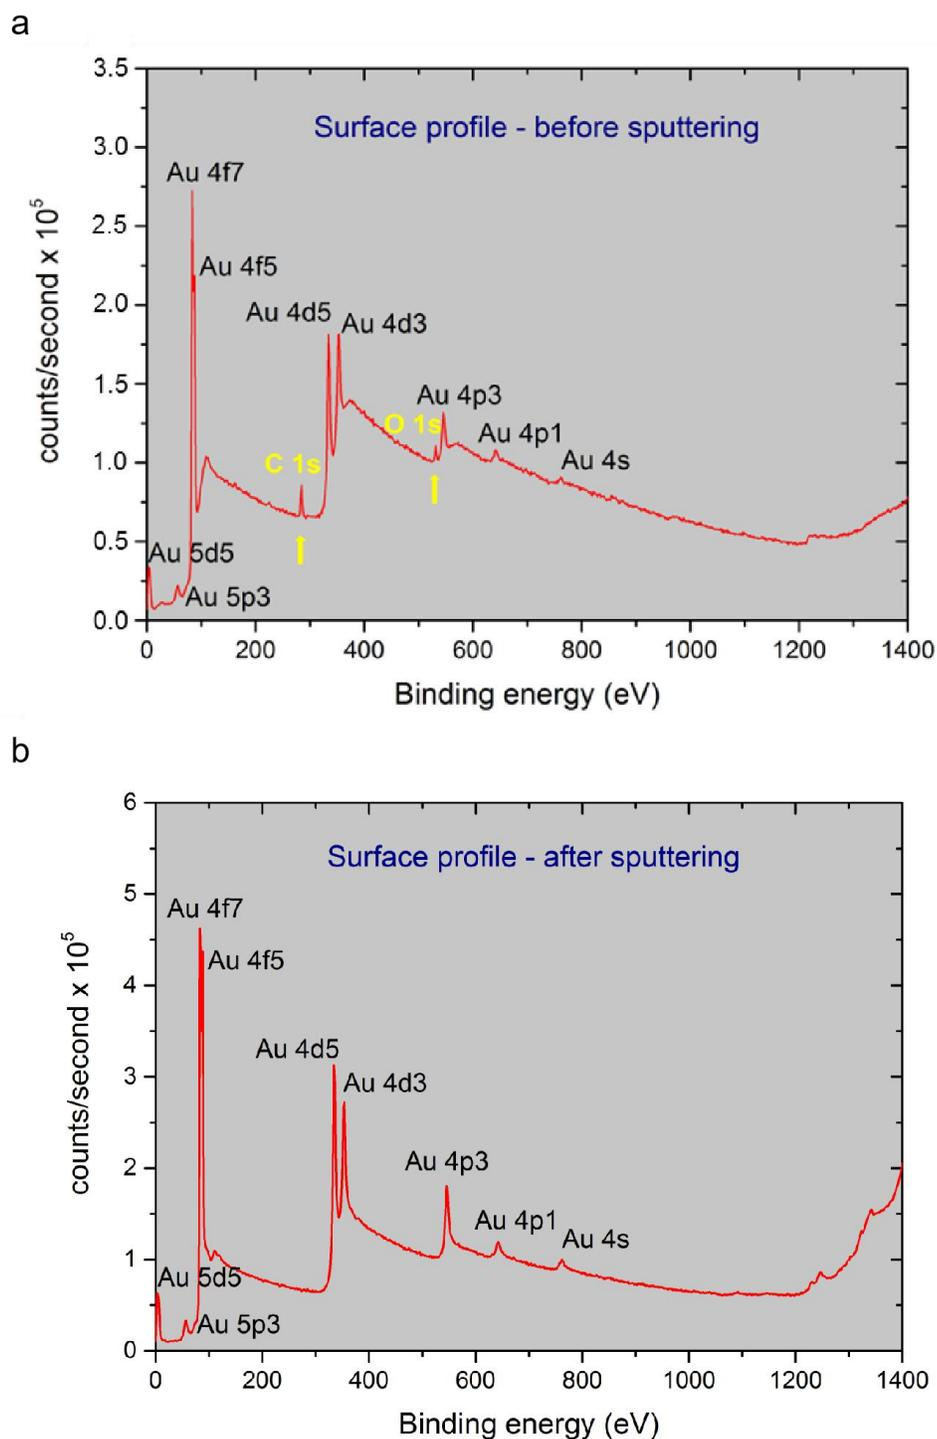 a
Surface profile - before sputtering
3.5
3.0
2.5
2.0
1.5
1.0
0.5
0.0
counts/second x 10⁵
Au 4f7
Au 4f5
Au 4d5
Au 4d3
Au 4p3
O 1s
Au 4p1
Au 4s
C 1s
Au 5d5
Au 5p3
0 200 400 600 800 1000 1200 1400
Binding energy (eV)
b
Surface profile - after sputtering
6
5
4
3
2
1
0
counts/second x 10⁵
Au 4f7
Au 4f5
Au 4d5
Au 4d3
Au 4p3
Au 4p1
Au 4s
Au 5d5
Au 5p3
0 200 400 600 800 1000 1200 1400
Binding energy (eV)